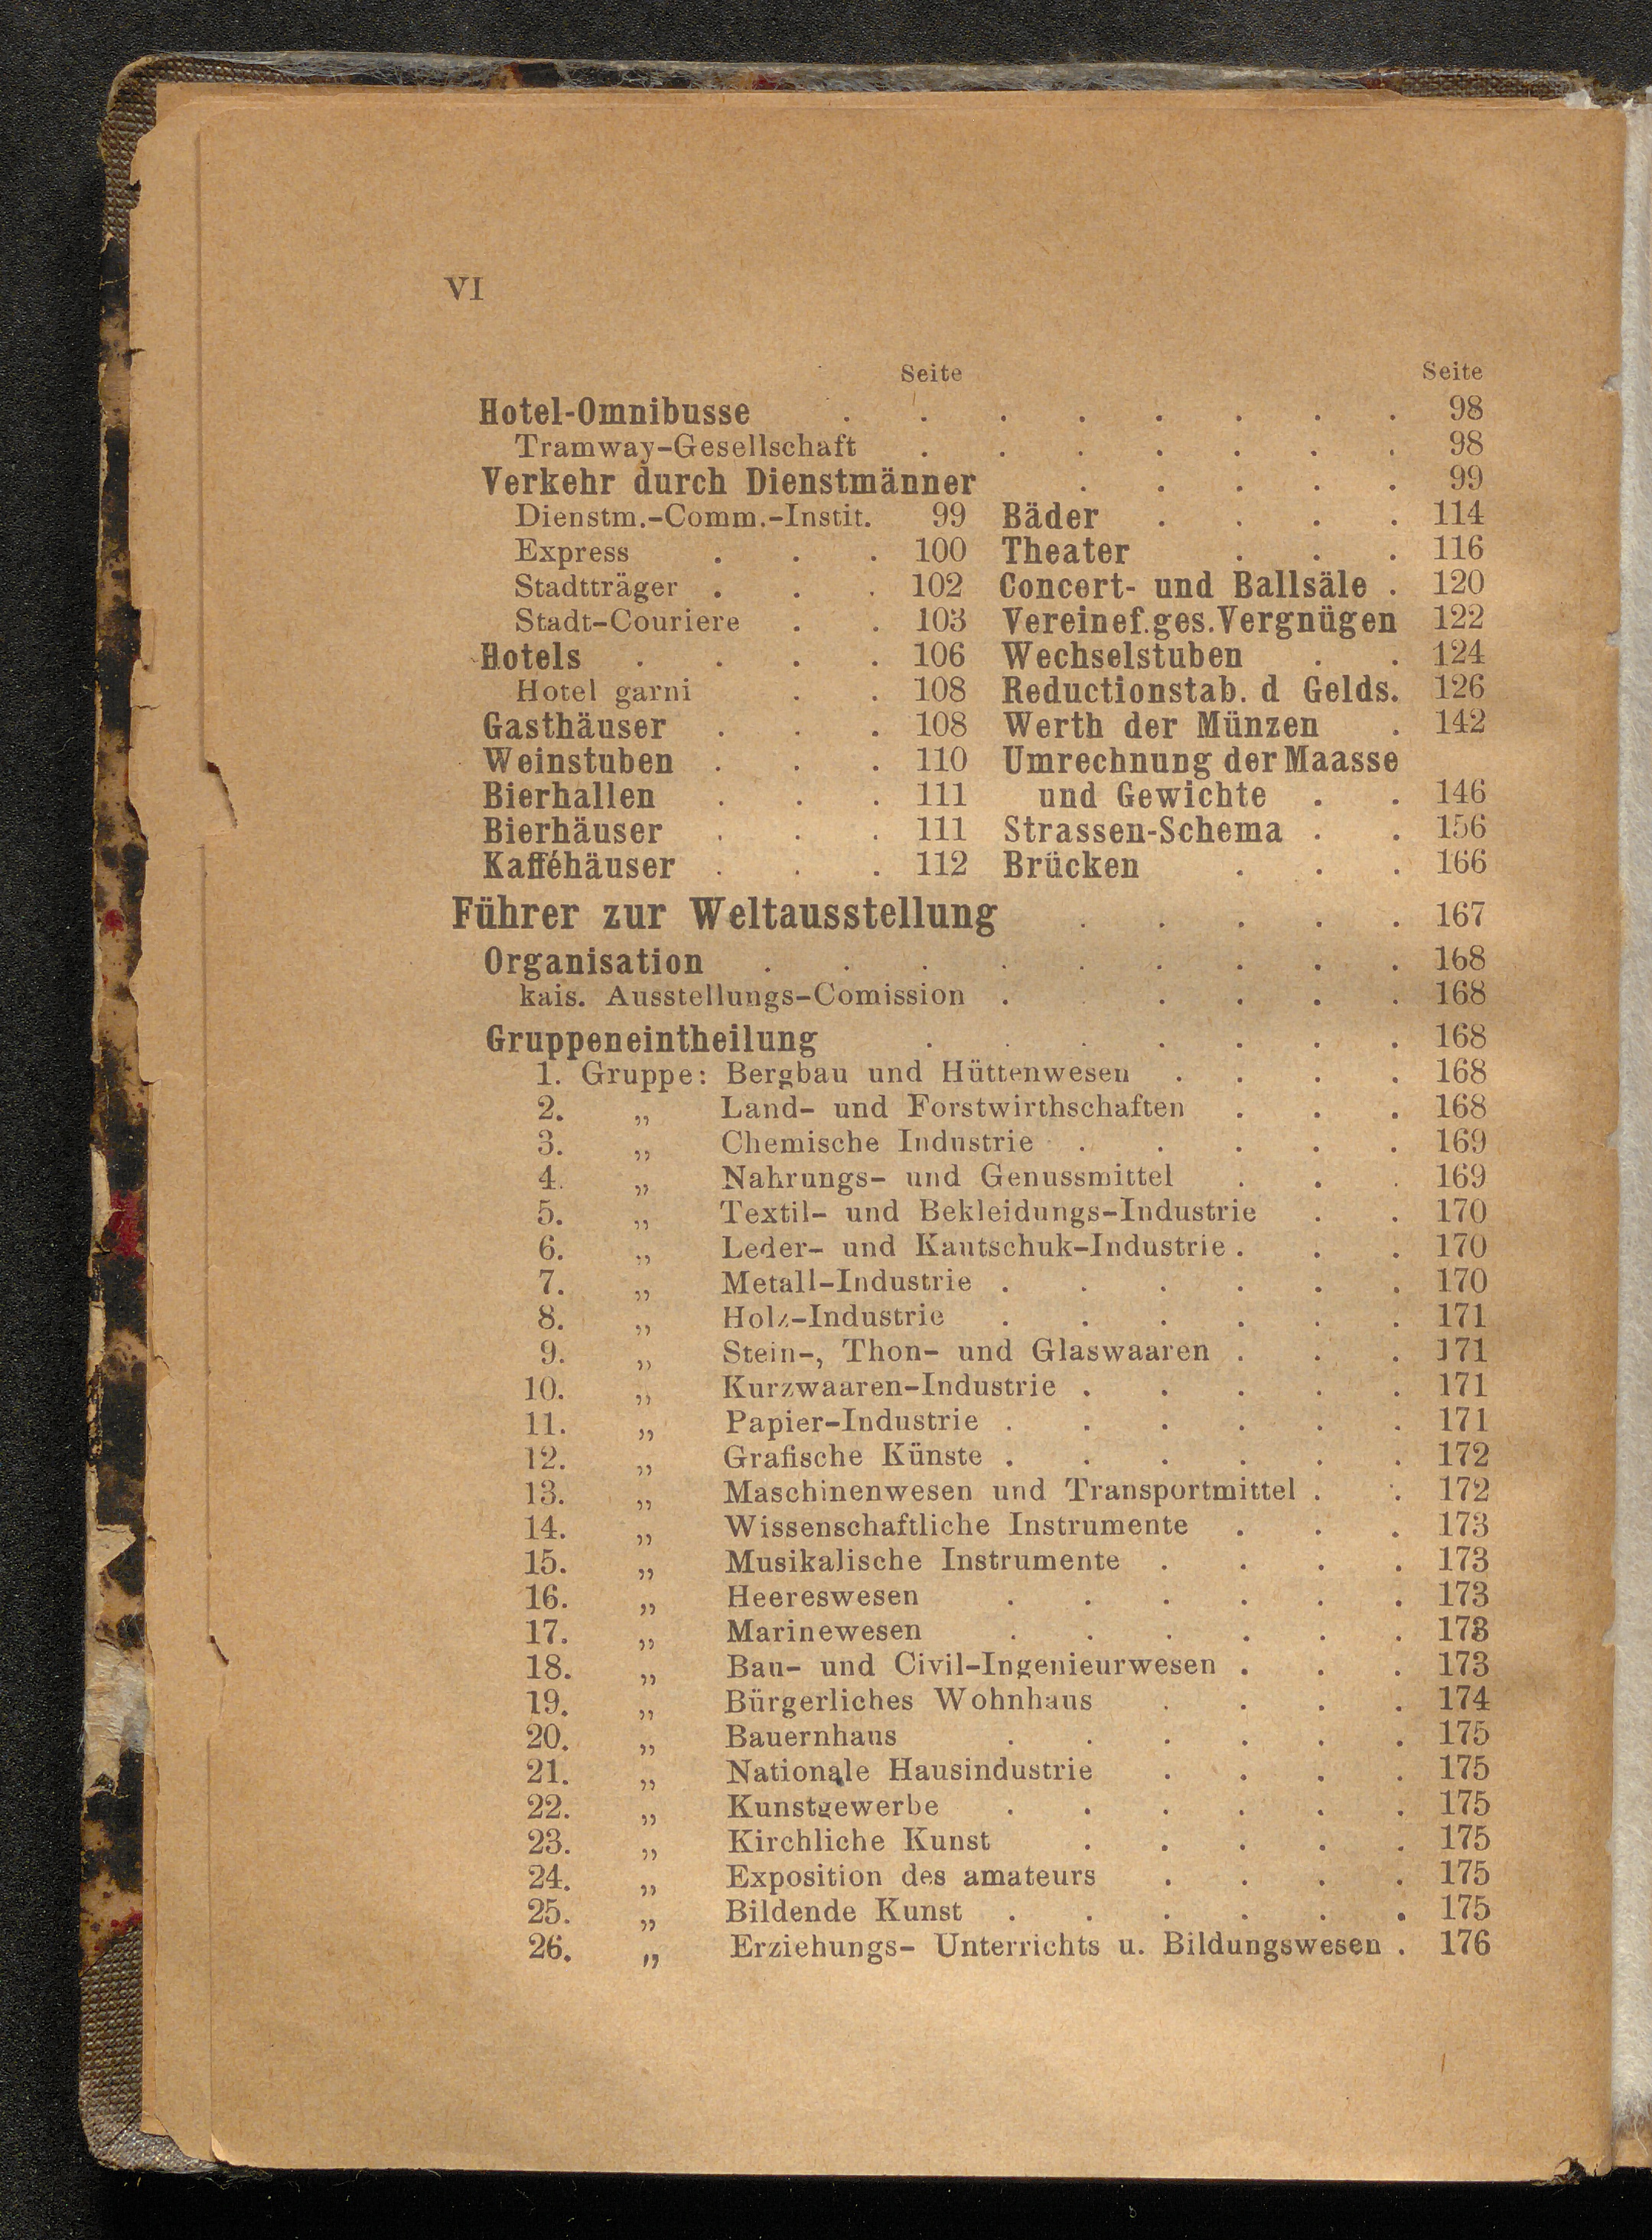 VI
Seite Seite
Hotel-Omnibusse . . . . . . . . 98
Tramway-Gesellschaft . . . . . . . 98
Verkehr durch Dienstmänner . . . . . 99
Dienstm.-Comm.-Instit. 99 Bäder . . . . 114
Express . . . 100 Theater . . . 116
Stadtträger . . . 102 Concert- und Ballsäle . 120
Stadt-Couriere . . 103 Vereine f. ges. Vergnügen 122
Hotels . . . . 106 Wechselstuben . . 124
Hotel garni . . 108 Reductionstab. d Gelds. 126
Gasthäuser . . . 108 Werth der Münzen . 142
Weinstuben . . . 110 Umrechnung der Maasse
Bierhallen . . . 111 und Gewichte . . 146
Bierhäuser . . . 111 Strassen-Schema . . 156
Kafféhäuser . . . 112 Brücken . . . 166
Führer zur Weltausstellung . . . . . 167
Organisation . . . . . . . . . 168
kais. Ausstellungs-Comission . . . . . 168
Gruppeneintheilung . . . . . . . 168
1. Gruppe: Bergbau und Hüttenwesen . . . . 168
2. „ Land- und Forstwirthschaften . . . 168
3. „ Chemische Industrie . . . . . 169
4. „ Nahrungs- und Genussmittel . . . 169
5. „ Textil- und Bekleidungs-Industrie . . 170
6. „ Leder- und Kautschuk-Industrie . . . 170
7. „ Metall-Industrie . . . . . . 170
8. „ Holz-Industrie . . . . . . 171
9. „ Stein-, Thon- und Glaswaaren . . . 171
10. „ Kurzwaaren-Industrie . . . . . 171
11. „ Papier-Industrie . . . . . . 171
12. „ Grafische Künste . . . . . . 172
13. „ Maschinenwesen und Transportmittel . . 172
14. „ Wissenschaftliche Instrumente . . . 173
15. „ Musikalische Instrumente . . . . 173
16. „ Heereswesen . . . . . . 173
17. „ Marinewesen . . . . . . 173
18. „ Bau- und Civil-Ingenieurwesen . . . 173
19. „ Bürgerliches Wohnhaus . . . . 174
20. „ Bauernhaus . . . . . . 175
21. „ Nationale Hausindustrie . . . . 175
22. „ Kunstgewerbe . . . . . . 175
23. „ Kirchliche Kunst . . . . . 175
24. „ Exposition des amateurs . . . . 175
25. „ Bildende Kunst . . . . . . 175
26. „ Erziehungs- Unterrichts u. Bildungswesen . 176